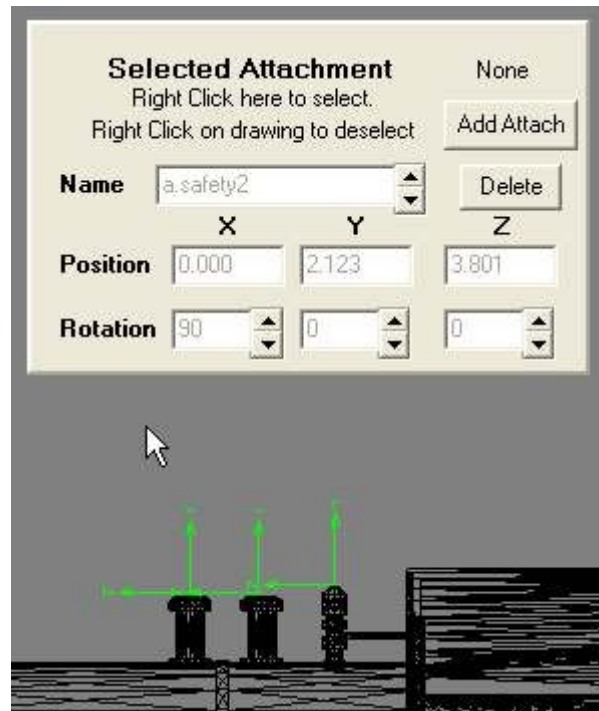 Selected Attachment None
Right Click here to select.
Right Click on drawing to deselect Add Attach
Name a.safety2 Delete
X Y Z
Position 0.000 2.123 3.801
Rotation 90 0 0